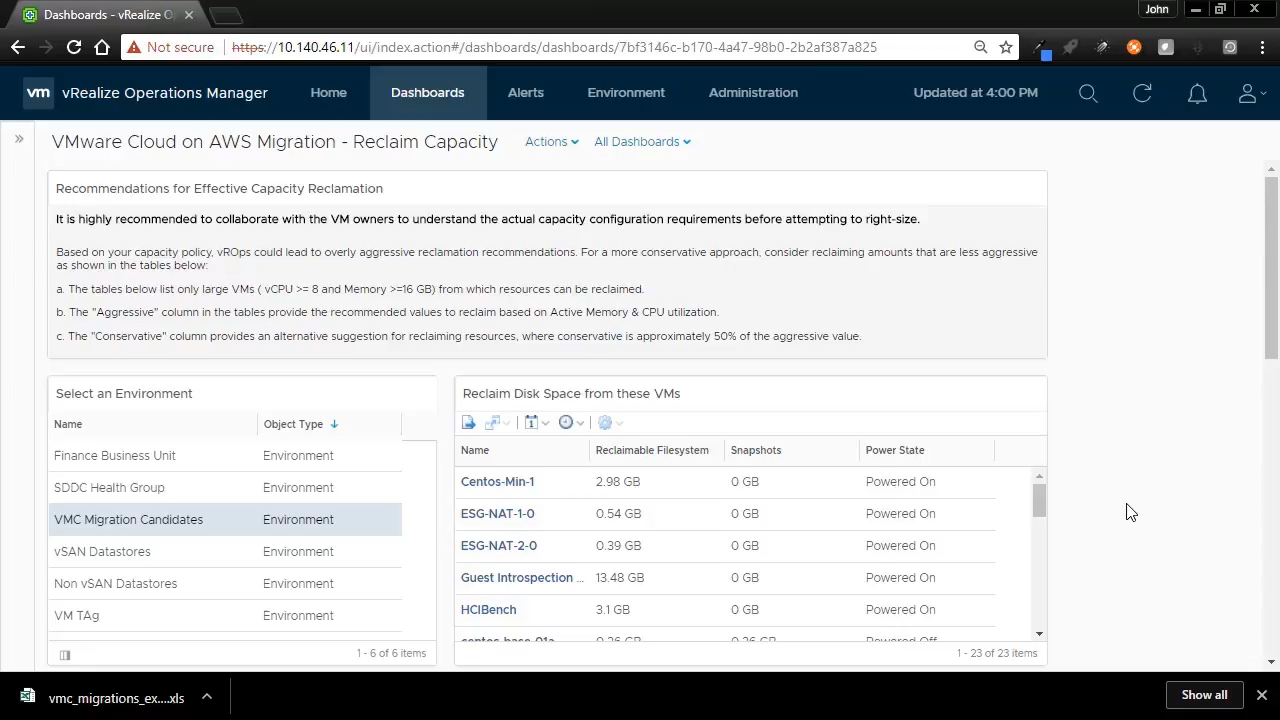 Dashboards - vRealize O
John
Not secure
https://10.140.46.11/ui/index.action#/dashboards/dashboards/7bf3146c-b170-4a47-98b0-2b2af387a825
vm vRealize Operations Manager
Home
Dashboards
Alerts
Environment
Administration
Updated at 4:00 PM
VMware Cloud on AWS Migration - Reclaim Capacity
Actions
All Dashboards
Recommendations for Effective Capacity Reclamation
It is highly recommended to collaborate with the VM owners to understand the actual capacity configuration requirements before attempting to right-size.
Based on your capacity policy, vROps could lead to overly aggressive reclamation recommendations. For a more conservative approach, consider reclaiming amounts that are less aggressive
as shown in the tables below:
a. The tables below list only large VMs ( vCPU >= 8 and Memory >=16 GB) from which resources can be reclaimed.
b. The "Aggressive" column in the tables provide the recommended values to reclaim based on Active Memory & CPU utilization.
c. The "Conservative" column provides an alternative suggestion for reclaiming resources, where conservative is approximately 50% of the aggressive value.
Select an Environment
Name Object Type
Finance Business Unit Environment
SDDC Health Group Environment
VMC Migration Candidates Environment
vSAN Datastores Environment
Non vSAN Datastores Environment
VM TAg Environment
1 - 6 of 6 items
Reclaim Disk Space from these VMs
Name Reclaimable Filesystem Snapshots Power State
Centos-Min-1 2.98 GB 0 GB Powered On
ESG-NAT-1-0 0.54 GB 0 GB Powered On
ESG-NAT-2-0 0.39 GB 0 GB Powered On
Guest Introspection ... 13.48 GB 0 GB Powered On
HCIBench 3.1 GB 0 GB Powered On
centos-base-01a 0.26 GB 0.26 GB Powered Off
1 - 23 of 23 items
vmc_migrations_ex....xls
Show all